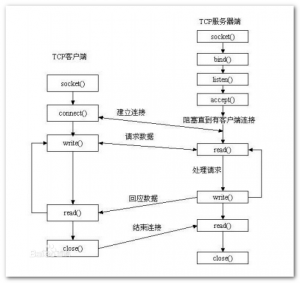 TCP服务器端
socket()
TCP客户端
bind()
socket()
listen()
connect()
建立连接
accept()
阻塞直到有客户端连接
write()
请求数据
read()
处理请求
回应数据
write()
read()
结束连接
read()
close()
close()